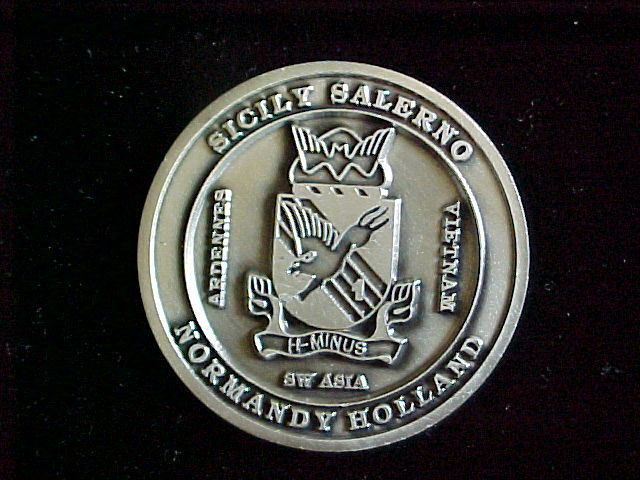 SICILY SALERNO
ARDENNES
VIETNAM
H-MINUS
SW ASIA
NORMANDY HOLLAND